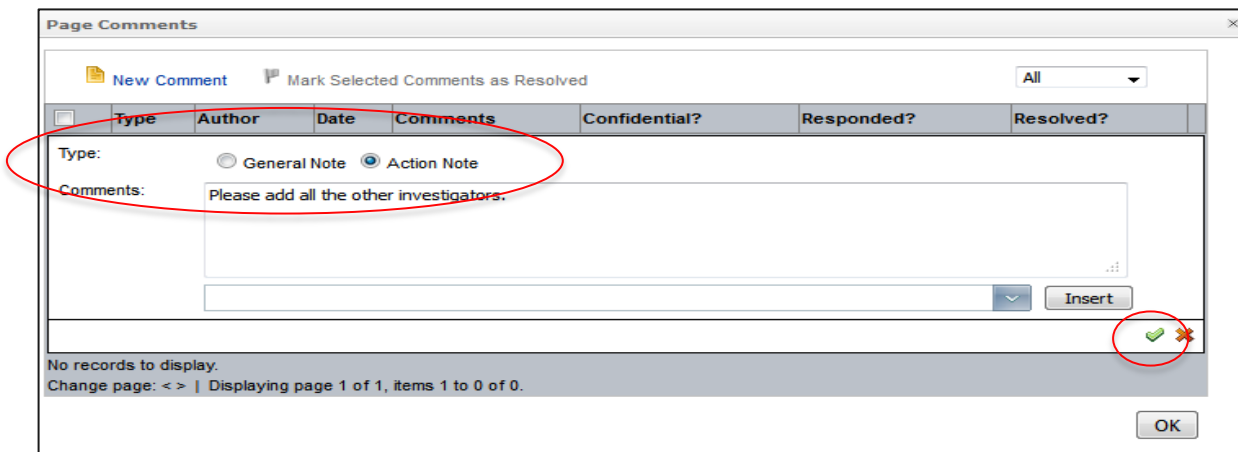 Page Comments
New Comment Mark Selected Comments as Resolved All
Type Author Date Comments Confidential? Responded? Resolved?
Type: General Note Action Note
Comments: Please add all the other investigators.
Insert
No records to display.
Change page: < > | Displaying page 1 of 1, items 1 to 0 of 0.
OK